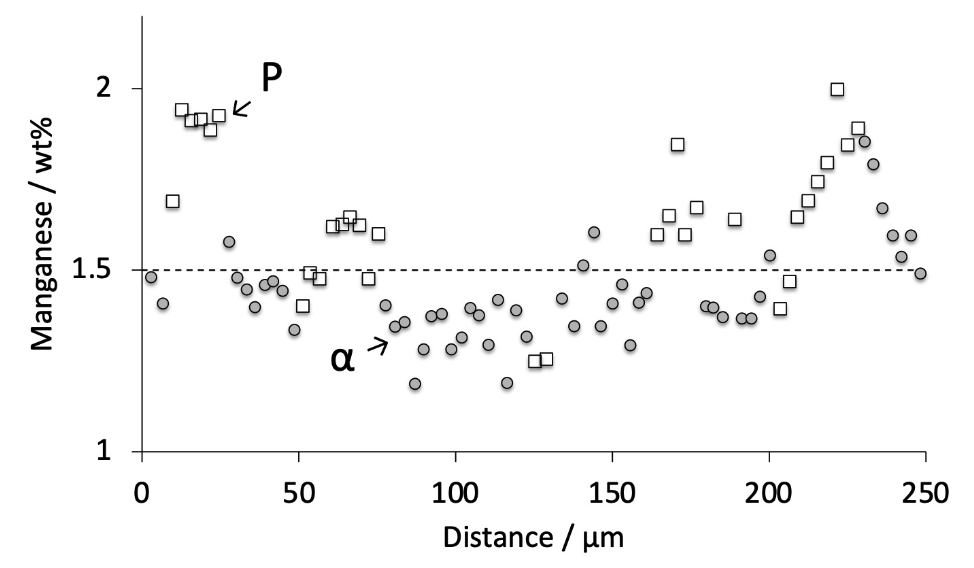 Manganese / wt%
2
1.5
1
P
α
0 50 100 150 200 250
Distance / μm